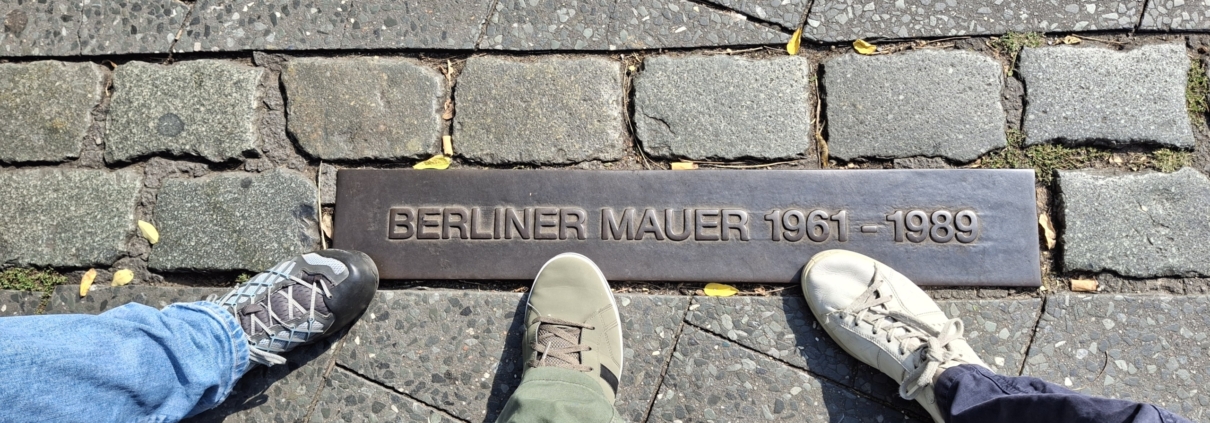 BERLINER MAUER 1961 – 1989